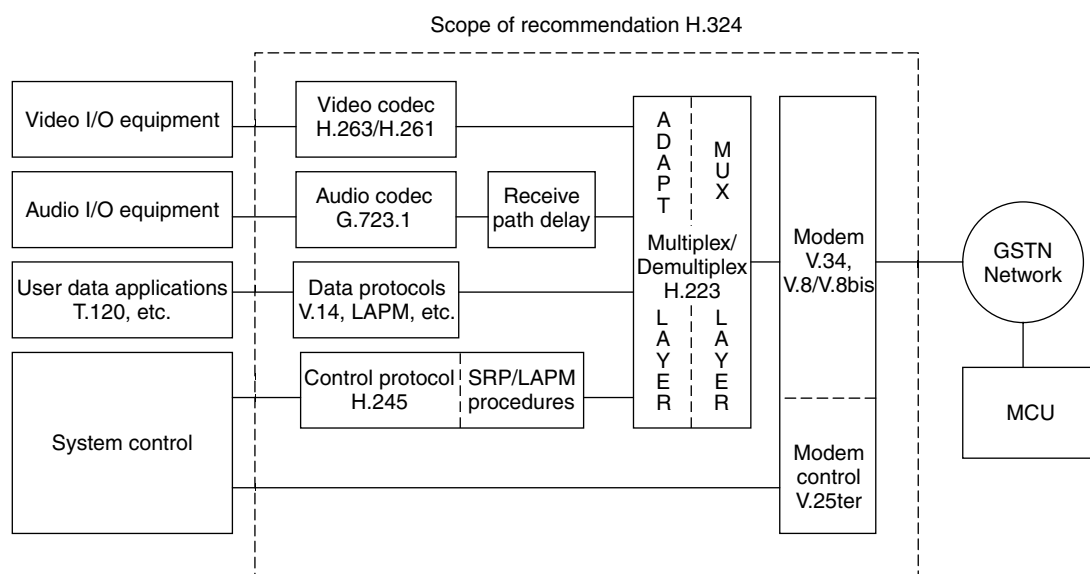 Scope of recommendation H.324
Video I/O equipment
Video codec
H.263/H.261
Audio I/O equipment
Audio codec
G.723.1
Receive
path delay
User data applications
T.120, etc.
Data protocols
V.14, LAPM, etc.
System control
Control protocol
H.245
SRP/LAPM
procedures
ADAPT
MUX
Multiplex/
Demultiplex
H.223
LAYER
LAYER
Modem
V.34,
V.8/V.8bis
Modem
control
V.25ter
GSTN
Network
MCU